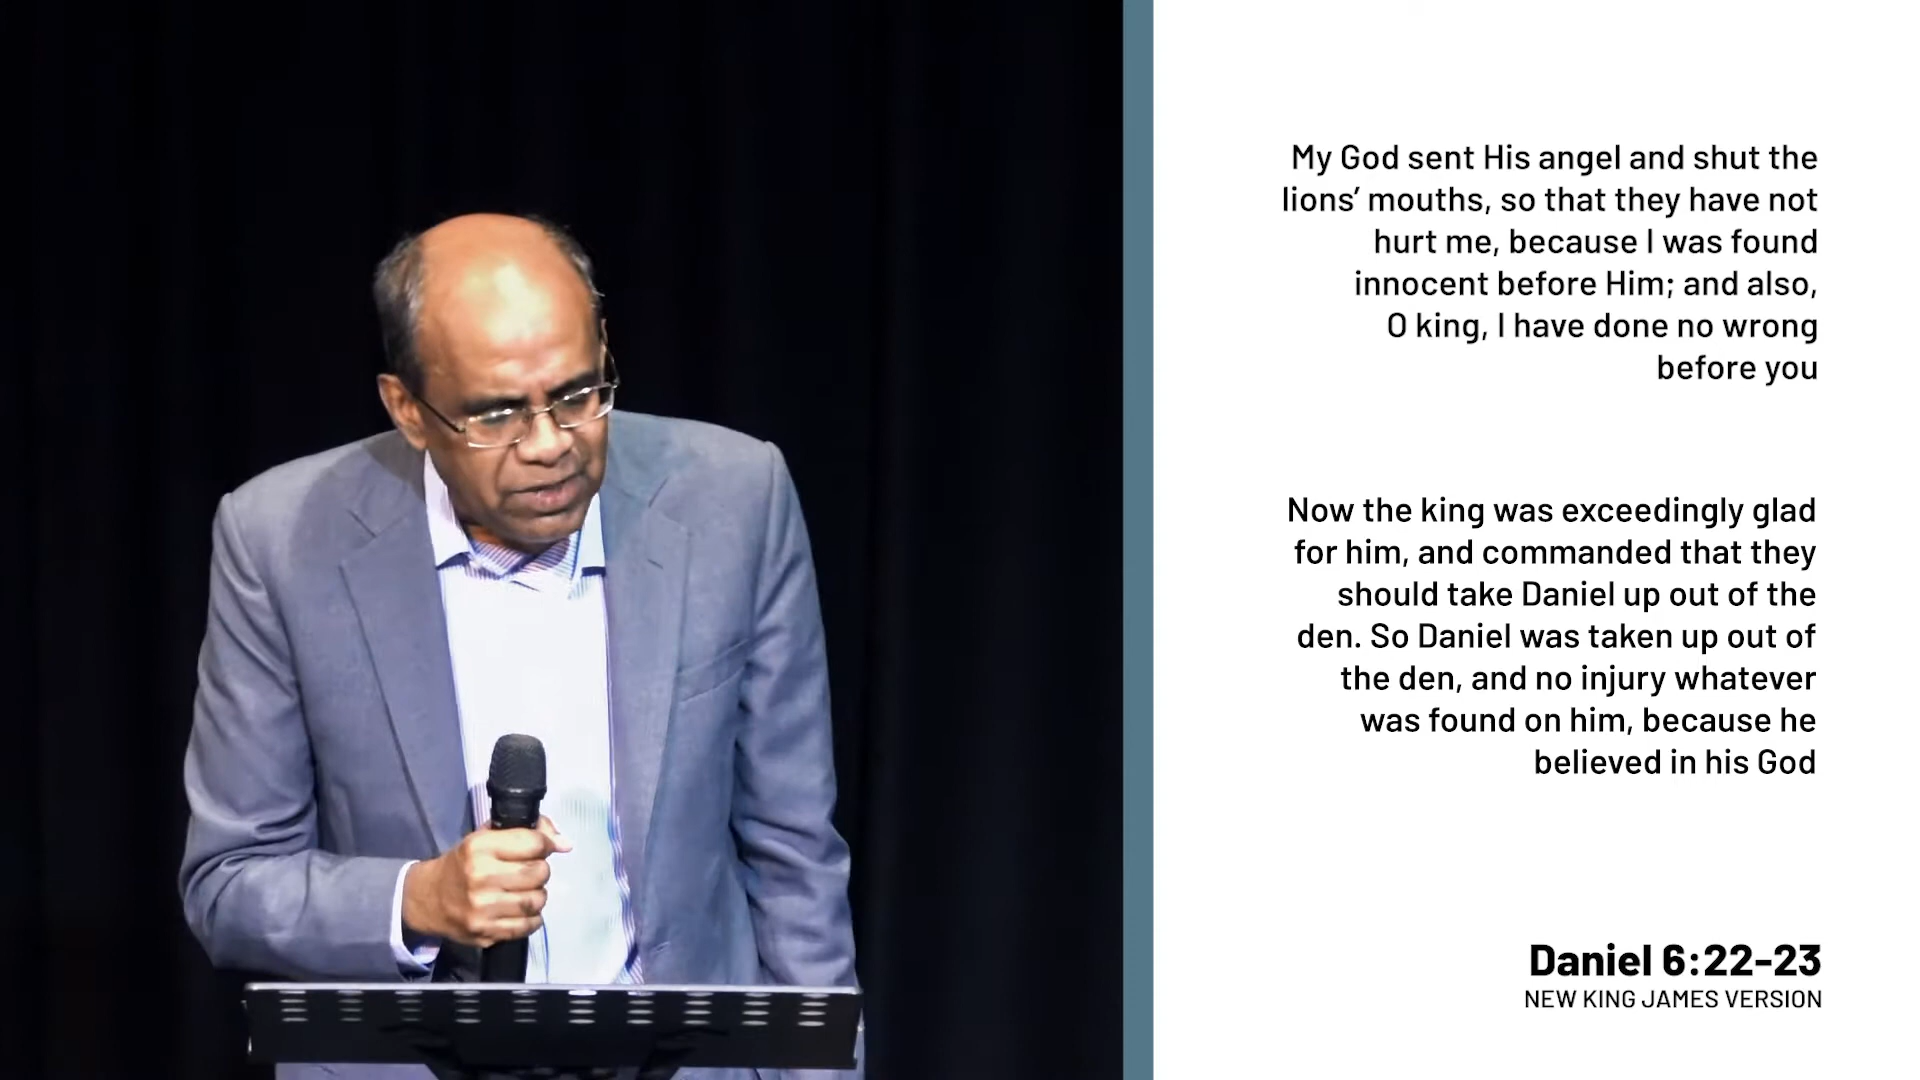 My God sent His angel and shut the
lions’ mouths, so that they have not
hurt me, because I was found
innocent before Him; and also,
O king, I have done no wrong
before you
Now the king was exceedingly glad
for him, and commanded that they
should take Daniel up out of the
den. So Daniel was taken up out of
the den, and no injury whatever
was found on him, because he
believed in his God
Daniel 6:22-23
NEW KING JAMES VERSION